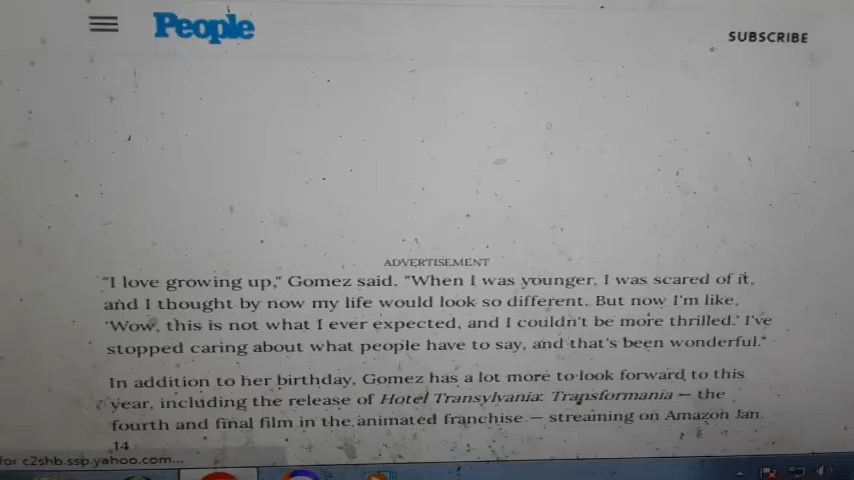 People
SUBSCRIBE
ADVERTISEMENT
"I love growing up," Gomez said. "When I was younger, I was scared of it,
and I thought by now my life would look so different. But now I'm like,
'Wow, this is not what I ever expected, and I couldn't be more thrilled.' I've
stopped caring about what people have to say, and that's been wonderful."
In addition to her birthday, Gomez has a lot more to look forward to this
year, including the release of Hotel Transylvania: Transformania — the
fourth and final film in the animated franchise — streaming on Amazon Jan.
14
for c2shb.ssp.yahoo.com...